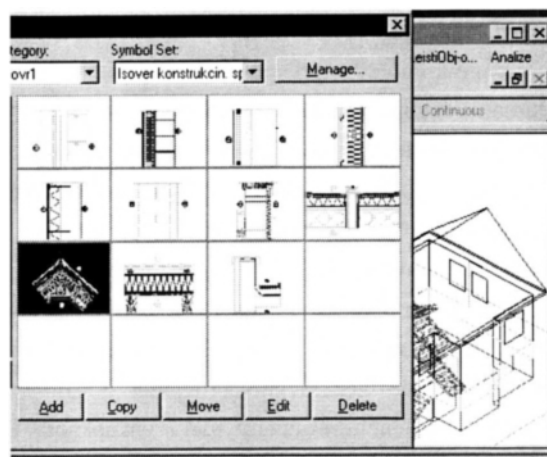 tegory:
Symbol Set:
ovr1
Isover konstrukcin. sp
Manage...
Analize
Continuous
Add
Copy
Move
Edit
Delete